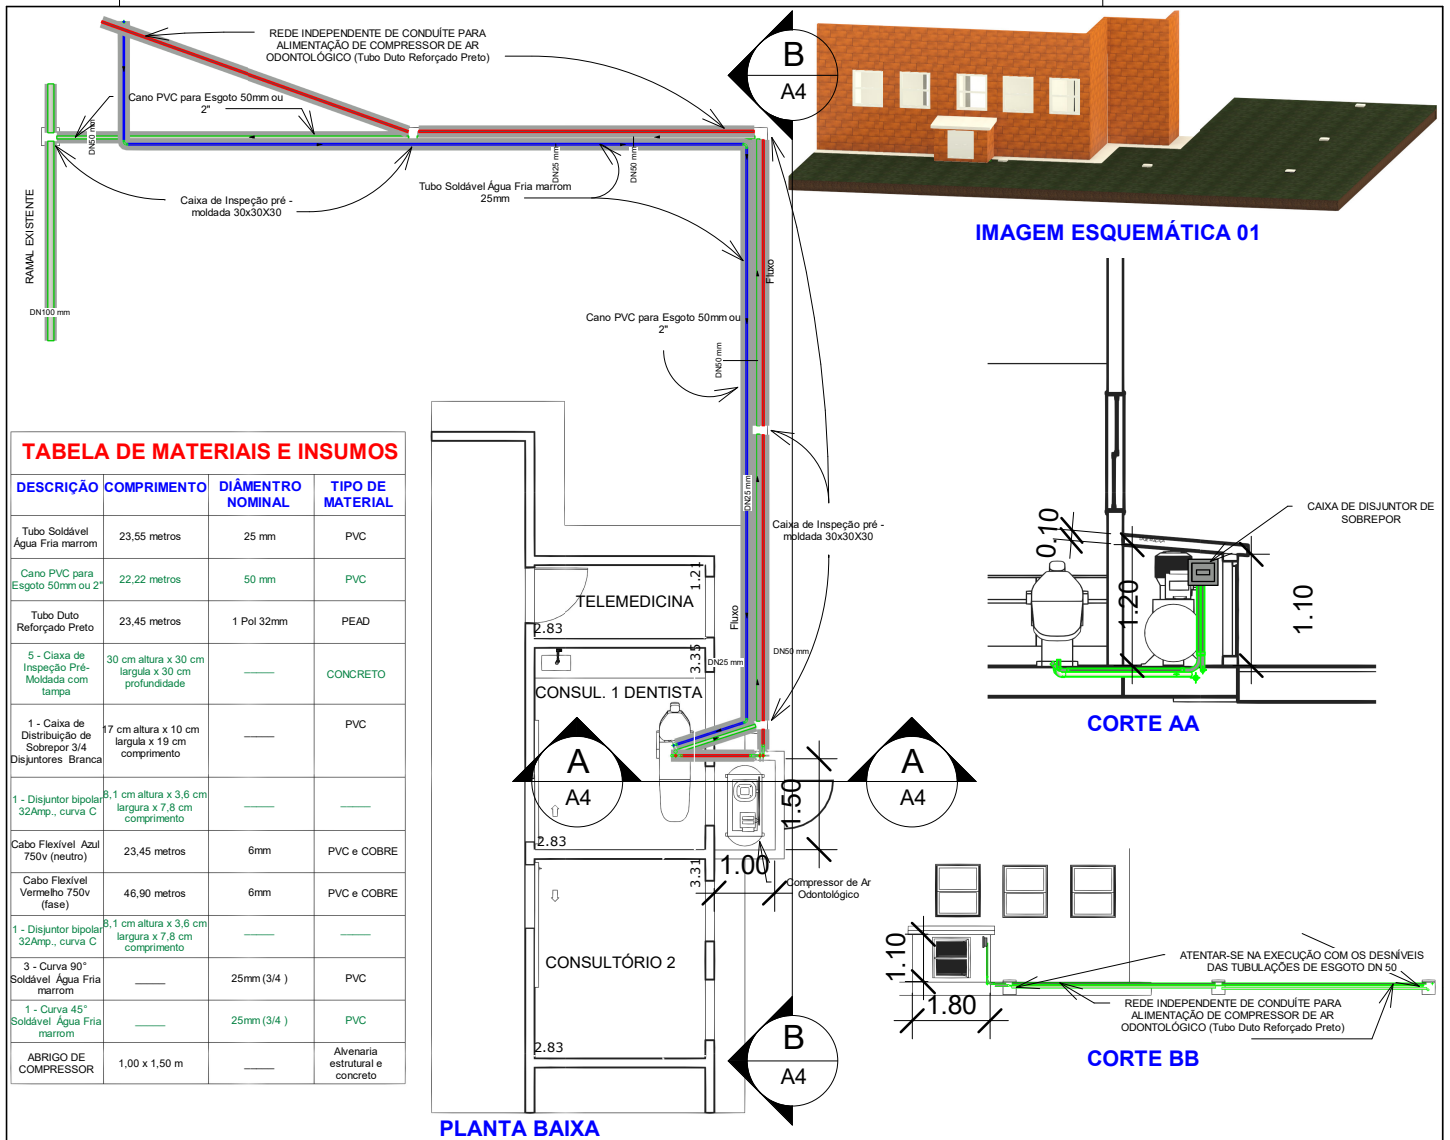 REDE INDEPENDENTE DE CONDUÍTE PARA
ALIMENTAÇÃO DE COMPRESSOR DE AR
ODONTOLÓGICO (Tubo Duto Reforçado Preto)
Cano PVC para Esgoto 50mm ou
2"
DN50 mm
DN25 mm
DN50 mm
Caixa de Inspeção pré -
moldada 30x30X30
Tubo Soldável Água Fria marrom
25mm
RAMAL EXISTENTE
DN100 mm
Fluxo
Cano PVC para Esgoto 50mm ou
2"
DN50 mm
DN25 mm
Caixa de Inspeção pré -
moldada 30x30X30
Fluxo
DN25 mm
DN50 mm
B
A4
IMAGEM ESQUEMÁTICA 01
TABELA DE MATERIAIS E INSUMOS
DESCRIÇÃO COMPRIMENTO DIÂMENTRO NOMINAL TIPO DE MATERIAL
Tubo Soldável
Água Fria marrom
23,55 metros
25 mm
PVC
Cano PVC para
Esgoto 50mm ou 2"
22,22 metros
50 mm
PVC
Tubo Duto
Reforçado Preto
23,45 metros
1 Pol 32mm
PEAD
5 - Ciaxa de
Inspeção Pré-
Moldada com
tampa
30 cm altura x 30 cm
largula x 30 cm
profundidade
CONCRETO
1 - Caixa de
Distribuição de
Sobrepor 3/4
Disjuntores Branca
17 cm altura x 10 cm
largula x 19 cm
comprimento
PVC
1 - Disjuntor bipolar
32Amp., curva C
8,1 cm altura x 3,6 cm
largura x 7,8 cm
comprimento
Cabo Flexível Azul
750v (neutro)
23,45 metros
6mm
PVC e COBRE
Cabo Flexível
Vermelho 750v
(fase)
46,90 metros
6mm
PVC e COBRE
1 - Disjuntor bipolar
32Amp., curva C
8,1 cm altura x 3,6 cm
largura x 7,8 cm
comprimento
3 - Curva 90°
Soldável Água Fria
marrom
25mm (3/4 )
PVC
1 - Curva 45°
Soldável Água Fria
marrom
25mm (3/4 )
PVC
ABRIGO DE
COMPRESSOR
1,00 x 1,50 m
Alvenaria
estrutural e
concreto
TELEMEDICINA
1.21
2.83
3.35
CONSUL. 1 DENTISTA
A
A4
A
A4
1.50
2.83
3.31
1.00
Compressor de Ar
Odontológico
CONSULTÓRIO 2
2.83
B
A4
PLANTA BAIXA
CAIXA DE DISJUNTOR DE
SOBREPOR
0.10
1.20
1.10
CORTE AA
1.10
1.80
ATENTAR-SE NA EXECUÇÃO COM OS DESNÍVEIS
DAS TUBULAÇÕES DE ESGOTO DN 50
REDE INDEPENDENTE DE CONDUÍTE PARA
ALIMENTAÇÃO DE COMPRESSOR DE AR
ODONTOLÓGICO (Tubo Duto Reforçado Preto)
CORTE BB